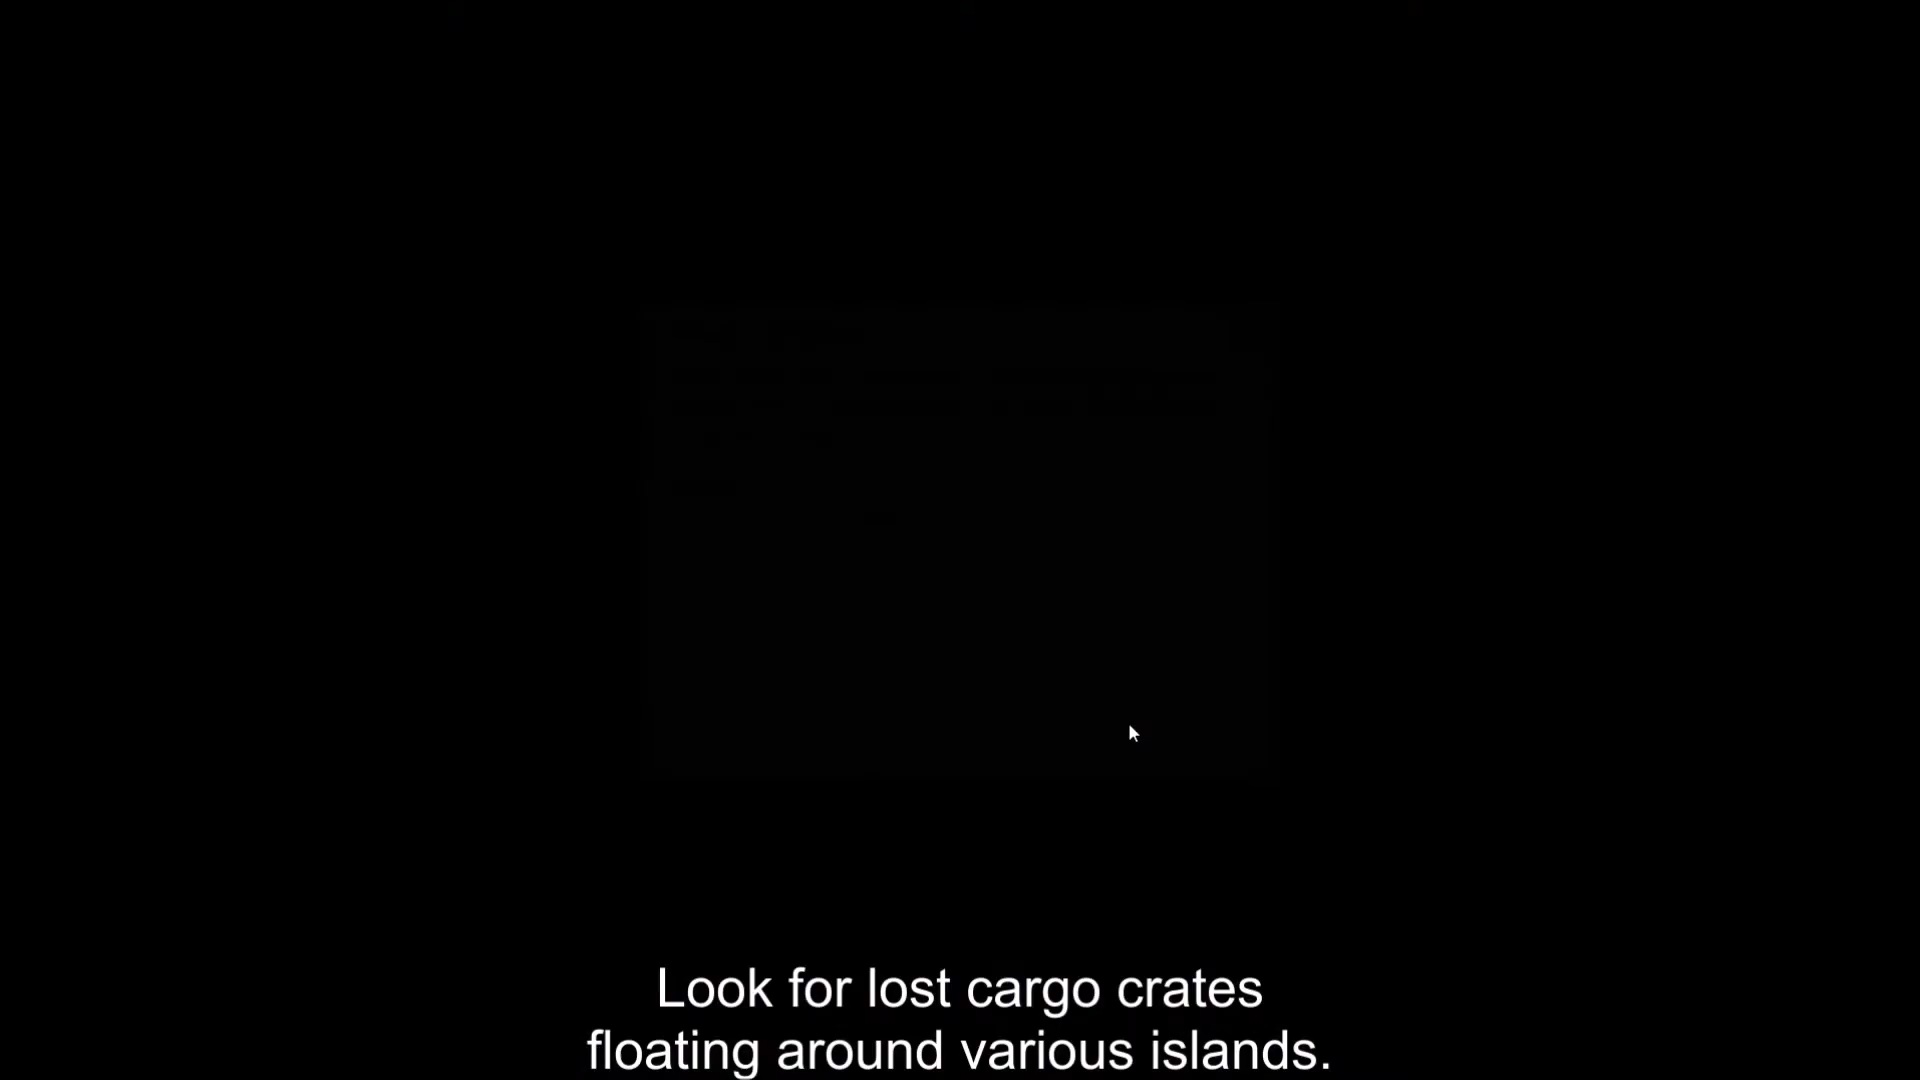 Look for lost cargo crates
floating around various islands.